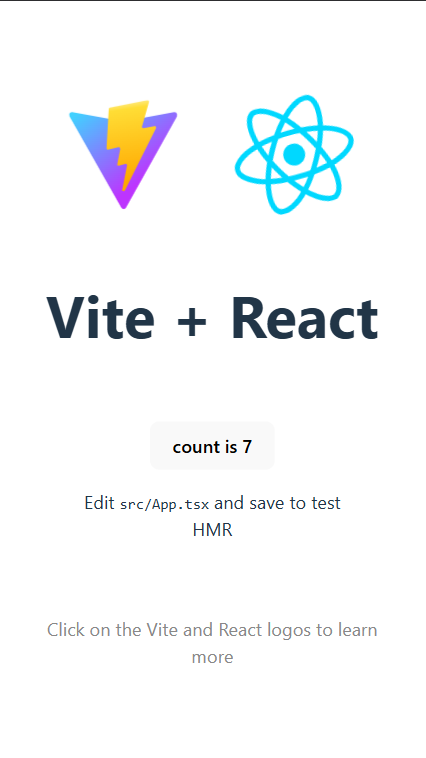 Vite + React
count is 7
Edit src/App.tsx and save to test
HMR
Click on the Vite and React logos to learn
more